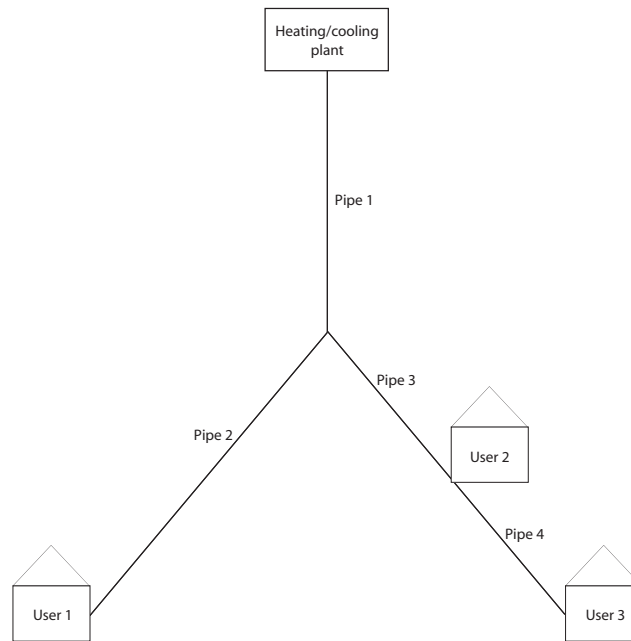 Heating/cooling
plant
Pipe 1
Pipe 3
Pipe 2
User 2
Pipe 4
User 1
User 3